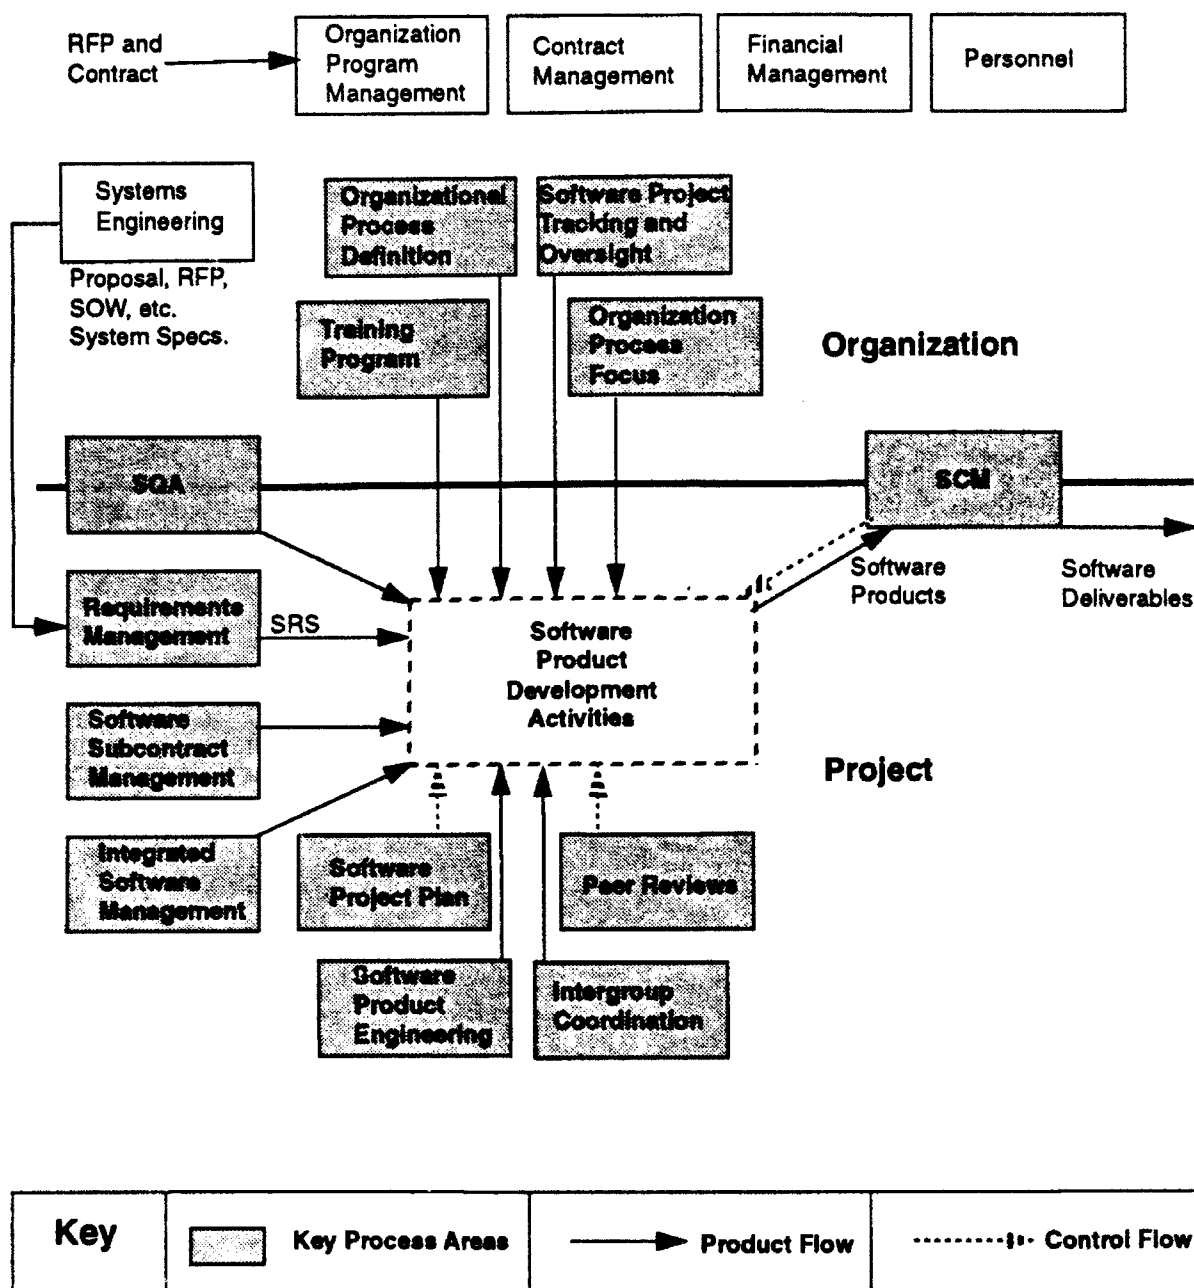 RFP and
Contract
Organization
Program
Management
Contract
Management
Financial
Management
Personnel
Systems
Engineering
Proposal, RFP,
SOW, etc.
System Specs.
Organizational
Process
Definition
Software Project
Tracking and
Oversight
Training
Program
Organization
Process
Focus
Organization
SQA
SCM
Software
Products
Software
Deliverables
Requirements
Management
SRS
Software
Product
Development
Activities
Software
Subcontract
Management
Project
Integrated
Software
Management
Software
Project Plan
Peer Reviews
Software
Product
Engineering
Intergroup
Coordination
Key
Key Process Areas
Product Flow
Control Flow